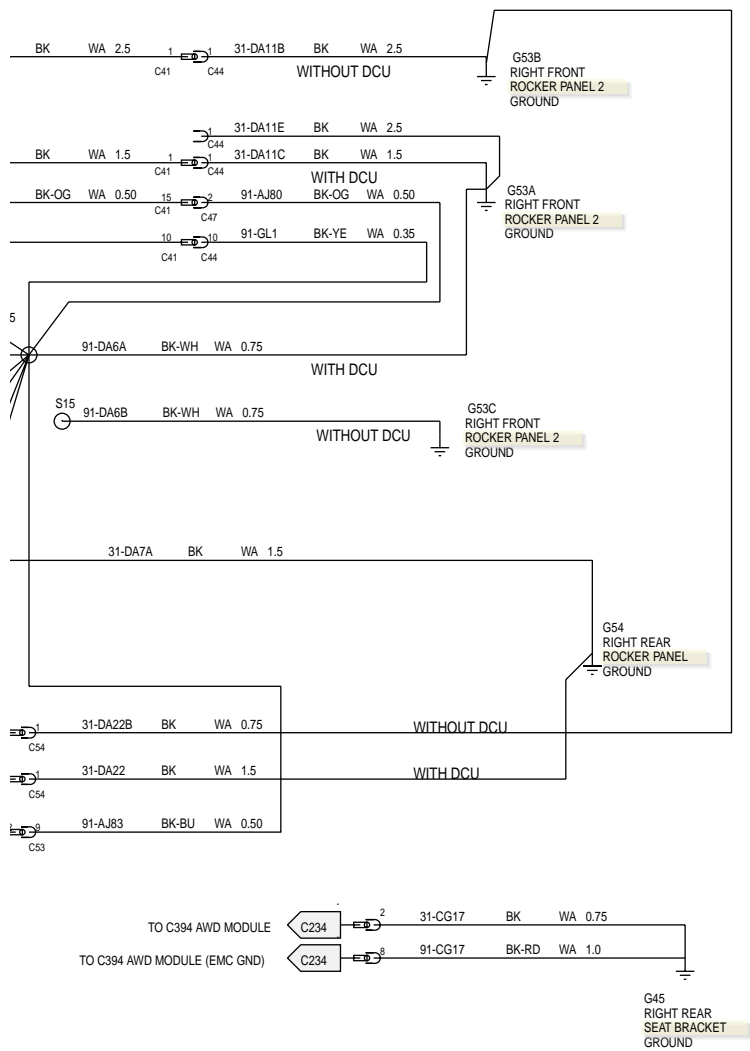 BK WA 2.5 1 1 31-DA11B BK WA 2.5
C41 C44
WITHOUT DCU
G53B
RIGHT FRONT
ROCKER PANEL 2
GROUND
1 31-DA11E BK WA 2.5
C44
BK WA 1.5 1 1 31-DA11C BK WA 1.5
C41 C44
WITH DCU
BK-OG WA 0.50 15 2 91-AJ80 BK-OG WA 0.50
C41 C47
G53A
RIGHT FRONT
ROCKER PANEL 2
GROUND
10 10 91-GL1 BK-YE WA 0.35
C41 C44
5
91-DA6A BK-WH WA 0.75
WITH DCU
S15
91-DA6B BK-WH WA 0.75
WITHOUT DCU
G53C
RIGHT FRONT
ROCKER PANEL 2
GROUND
31-DA7A BK WA 1.5
G54
RIGHT REAR
ROCKER PANEL
GROUND
1 31-DA22B BK WA 0.75 WITHOUT DCU
C54
1 31-DA22 BK WA 1.5 WITH DCU
C54
9 91-AJ83 BK-BU WA 0.50
C53
TO C394 AWD MODULE C234 2 31-CG17 BK WA 0.75
TO C394 AWD MODULE (EMC GND) C234 8 91-CG17 BK-RD WA 1.0
G45
RIGHT REAR
SEAT BRACKET
GROUND